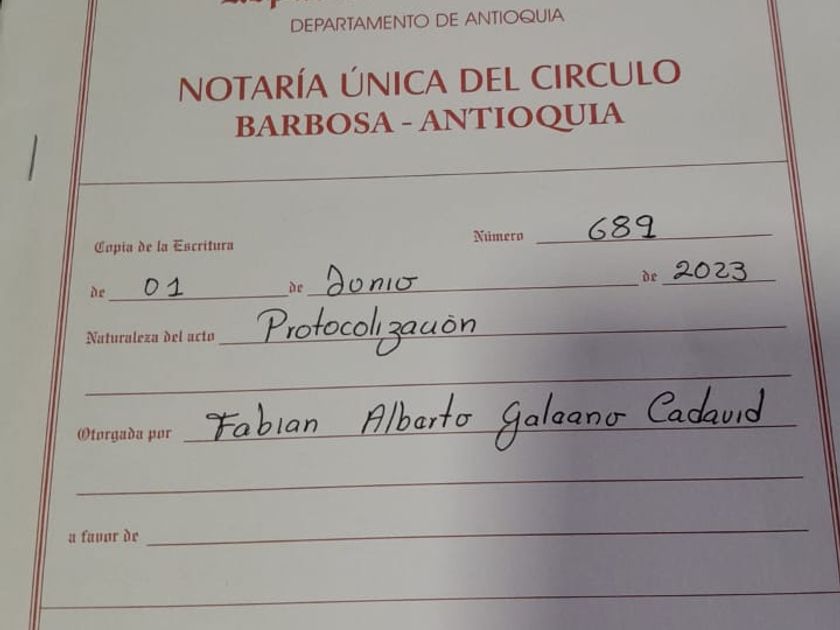 DEPARTAMENTO DE ANTIOQUIA
NOTARÍA ÚNICA DEL CIRCULO
BARBOSA - ANTIOQUIA
Copia de la Escritura Número 689
de 01 de Junio de 2023
Naturaleza del acto Protocolización
Otorgada por Fabian Alberto Galeano Cadavid
a favor de